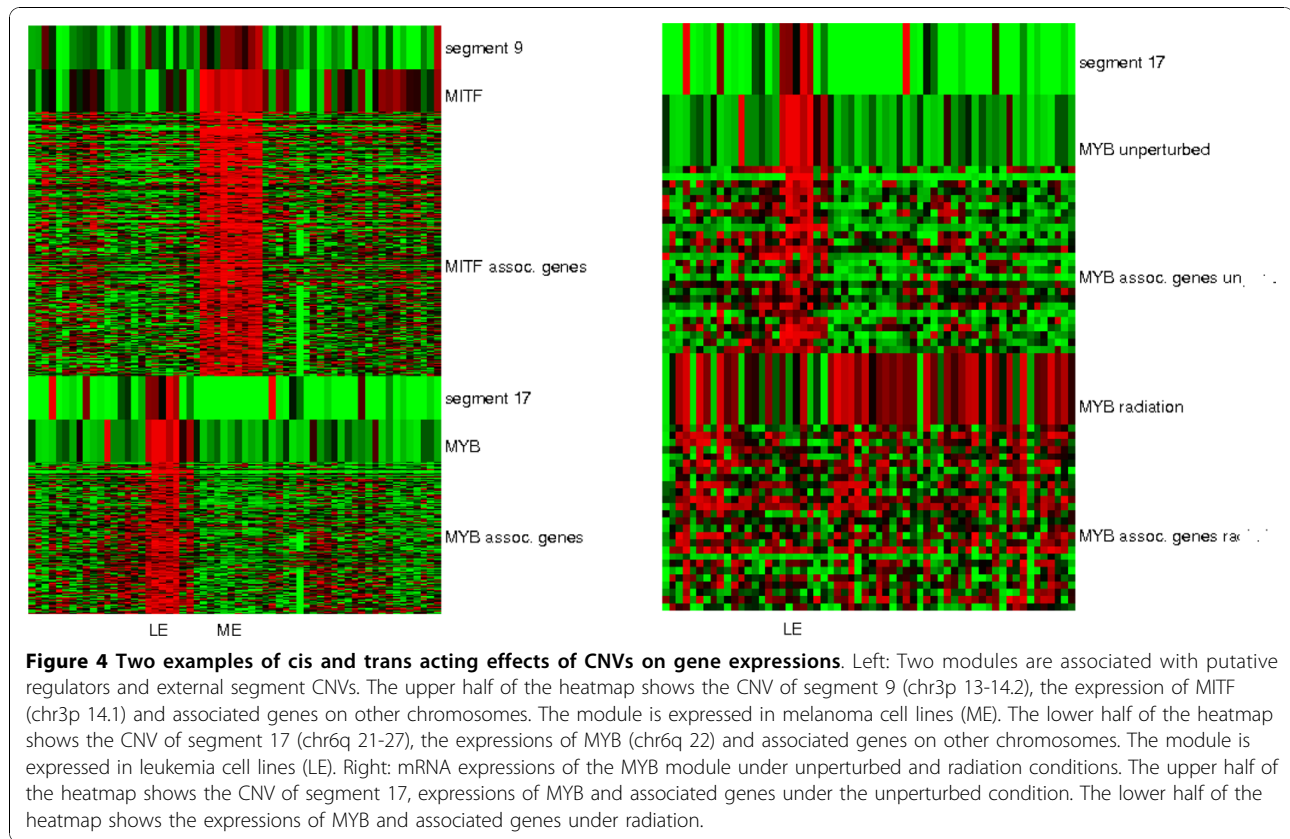 segment 9
MITF
MITF assoc. genes
segment 17
MYB
MYB assoc. genes
LE ME
segment 17
MYB unperturbed
MYB assoc. genes
MYB radiation
MYB assoc. genes
LE
Figure 4 Two examples of cis and trans acting effects of CNVs on gene expressions. Left: Two modules are associated with putative
regulators and external segment CNVs. The upper half of the heatmap shows the CNV of segment 9 (chr3p 13-14.2), the expression of MITF
(chr3p 14.1) and associated genes on other chromosomes. The module is expressed in melanoma cell lines (ME). The lower half of the heatmap
shows the CNV of segment 17 (chr6q 21-27), the expressions of MYB (chr6q 22) and associated genes on other chromosomes. The module is
expressed in leukemia cell lines (LE). Right: mRNA expressions of the MYB module under unperturbed and radiation conditions. The upper half of
the heatmap shows the CNV of segment 17, expressions of MYB and associated genes under the unperturbed condition. The lower half of the
heatmap shows the expressions of MYB and associated genes under radiation.